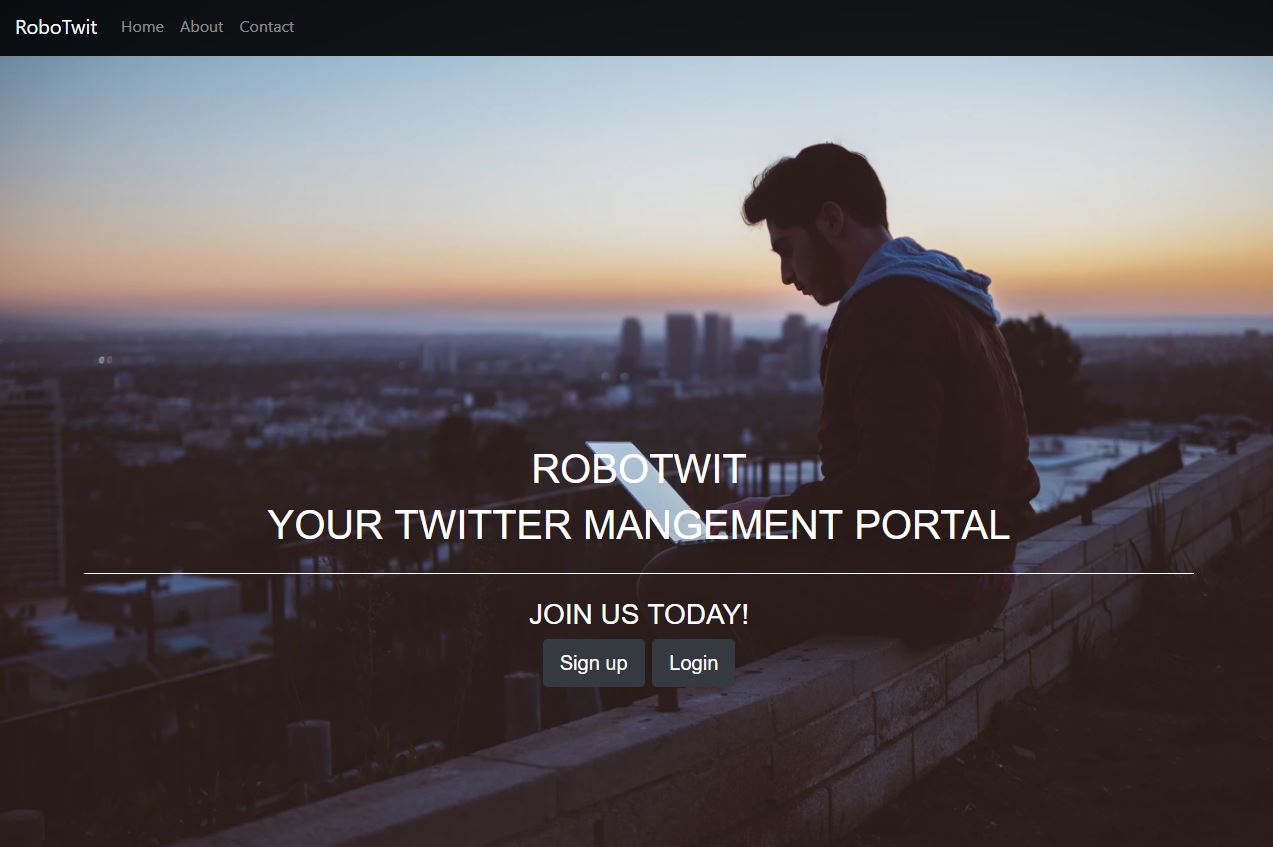 RoboTwit Home About Contact
ROBOTWIT
YOUR TWITTER MANGEMENT PORTAL
JOIN US TODAY!
Sign up Login